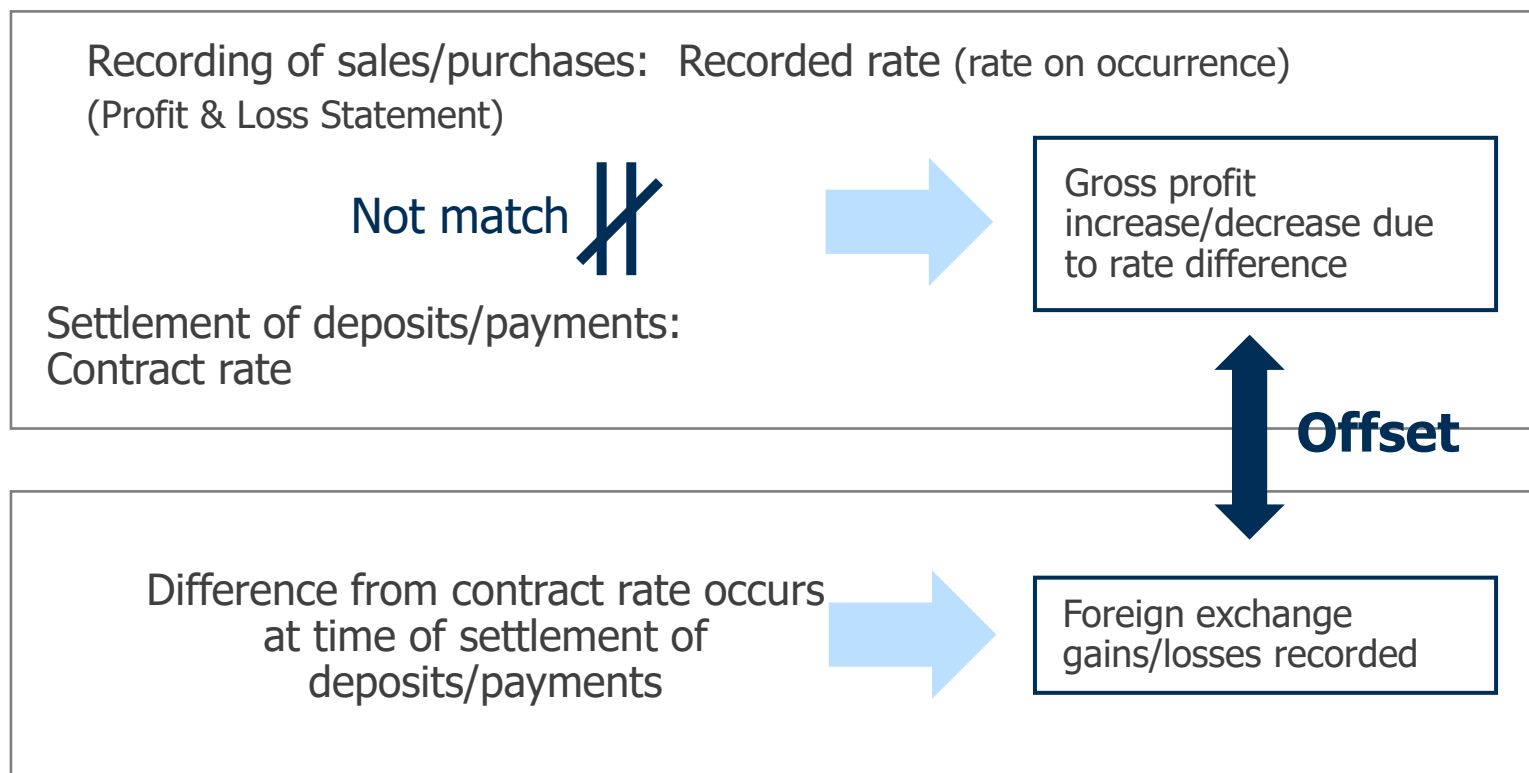 Recording of sales/purchases: Recorded rate (rate on occurrence)
(Profit & Loss Statement)
Not match
Gross profit
increase/decrease due
to rate difference
Settlement of deposits/payments:
Contract rate
Offset
Difference from contract rate occurs
at time of settlement of
deposits/payments
Foreign exchange
gains/losses recorded